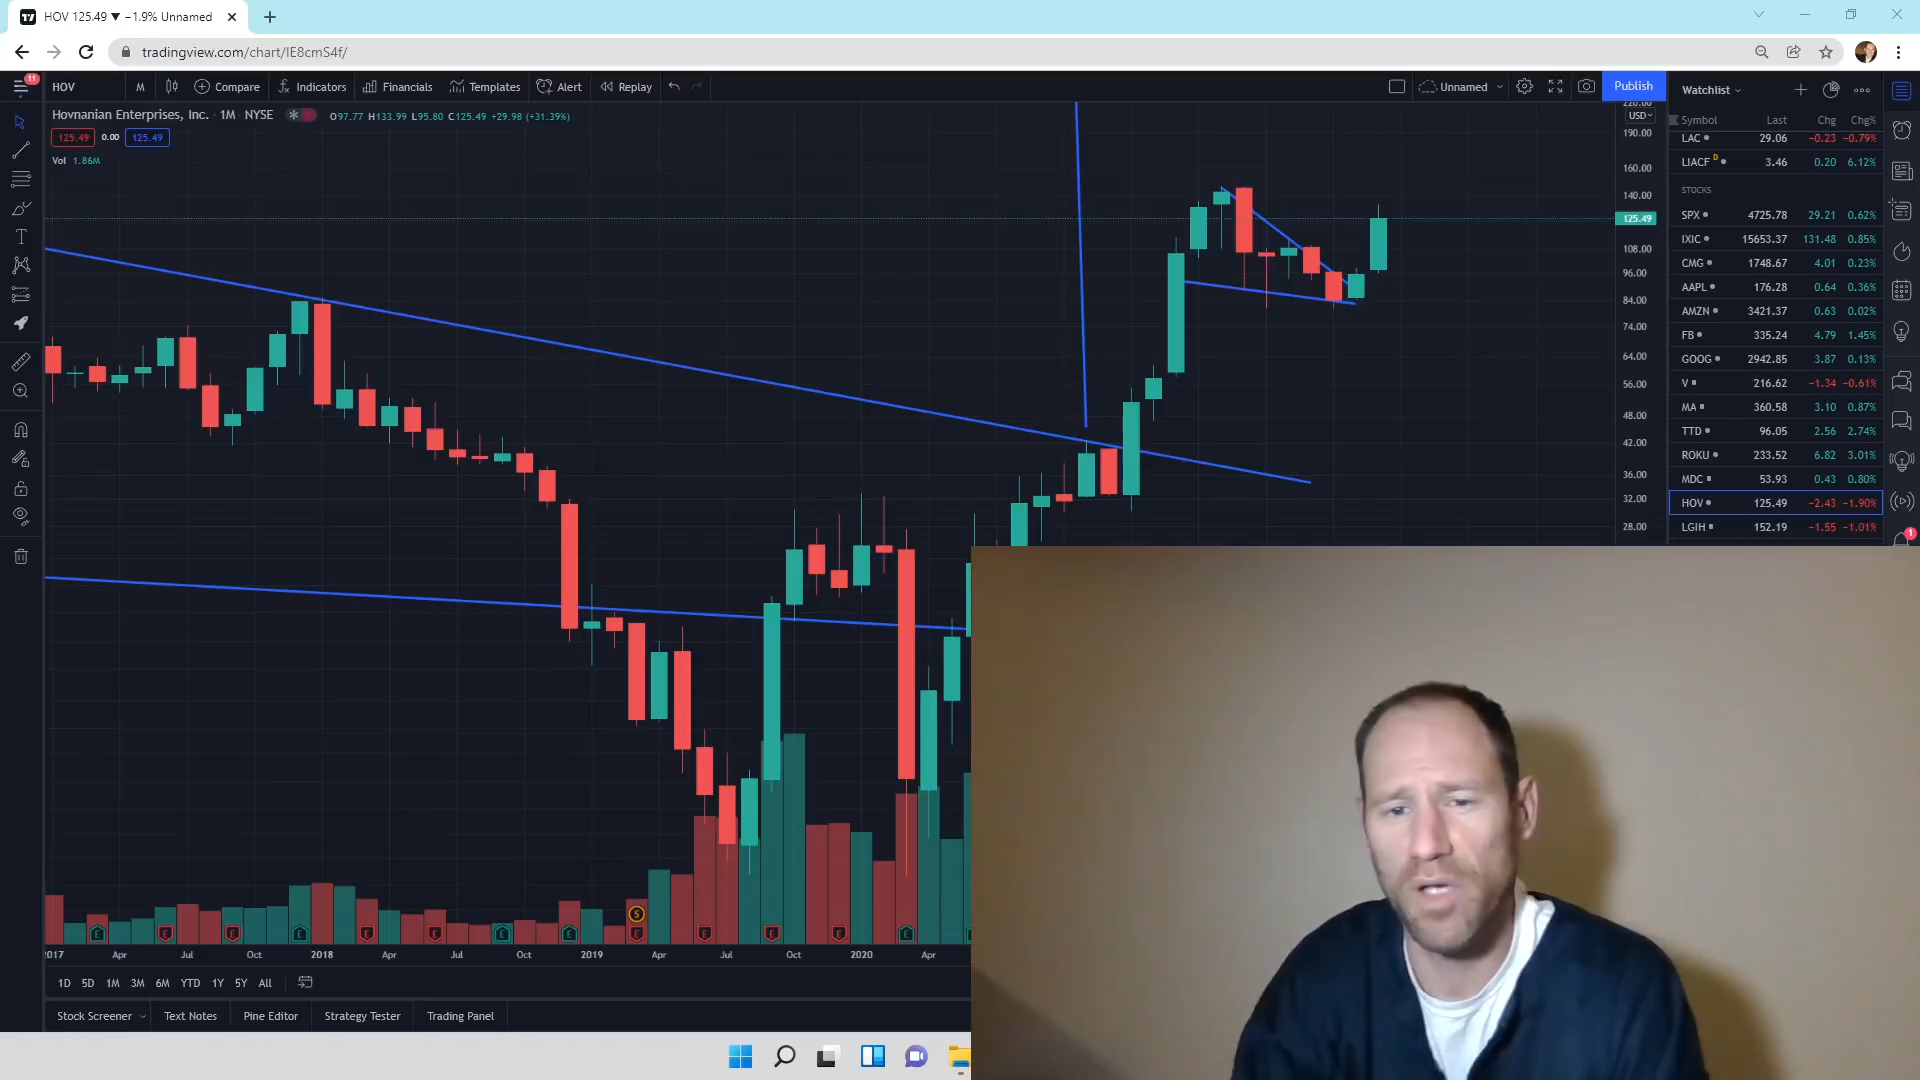 HOV 125.49 ▼ −1.9% Unnamed
tradingview.com/chart/IE8cmS4f/
11
HOV M Compare Indicators Financials Templates Alert Replay Unnamed Publish
Hovnanian Enterprises, Inc. · 1M · NYSE O97.77 H133.99 L95.80 C125.49 +29.98 (+31.39%)
125.49 0.00 125.49
Vol 1.86M
USD
190.00
160.00
140.00
125.49
108.00
96.00
84.00
74.00
64.00
56.00
48.00
42.00
36.00
32.00
28.00
Watchlist
Symbol Last Chg Chg%
LAC 29.06 −0.23 −0.79%
LIACF D 3.46 0.20 6.12%
STOCKS
SPX 4725.78 29.21 0.62%
IXIC 15653.37 131.48 0.85%
CMG 1748.67 4.01 0.23%
AAPL 176.28 0.64 0.36%
AMZN 3421.37 0.63 0.02%
FB 335.24 4.79 1.45%
GOOG 2942.85 3.87 0.13%
V 216.62 −1.34 −0.61%
MA 360.58 3.10 0.87%
TTD 96.05 2.56 2.74%
ROKU 233.52 6.82 3.01%
MDC 53.93 0.43 0.80%
HOV 125.49 −2.43 −1.90%
LGIH 152.19 −1.55 −1.01%
1
S
E E E E E E E E E E E E E
2017 Apr Jul Oct 2018 Apr Jul Oct 2019 Apr Jul Oct 2020 Apr
1D 5D 1M 3M 6M YTD 1Y 5Y All
Stock Screener Text Notes Pine Editor Strategy Tester Trading Panel